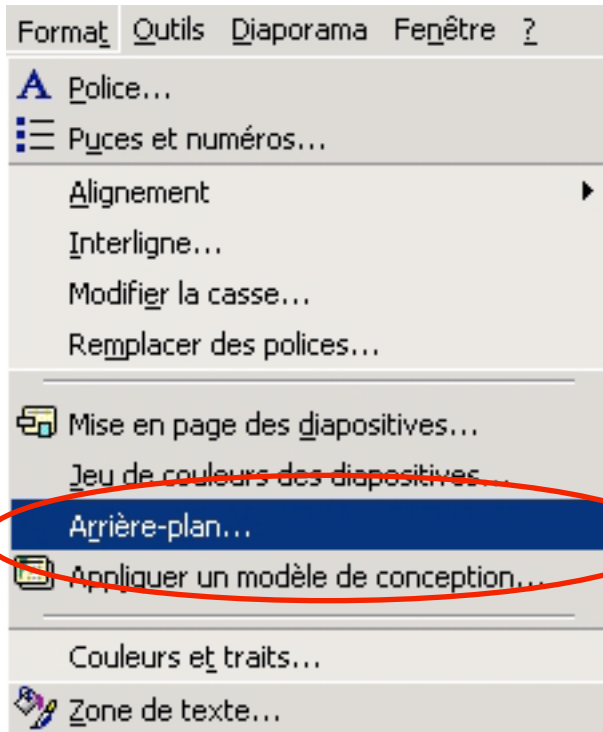 Format Outils Diaporama Fenêtre ?
Police...
Puces et numéros...
Alignement
Interligne...
Modifier la casse...
Remplacer des polices...
Mise en page des diapositives...
Jeu de couleurs des diapositives...
Arrière-plan...
Appliquer un modèle de conception...
Couleurs et traits...
Zone de texte...